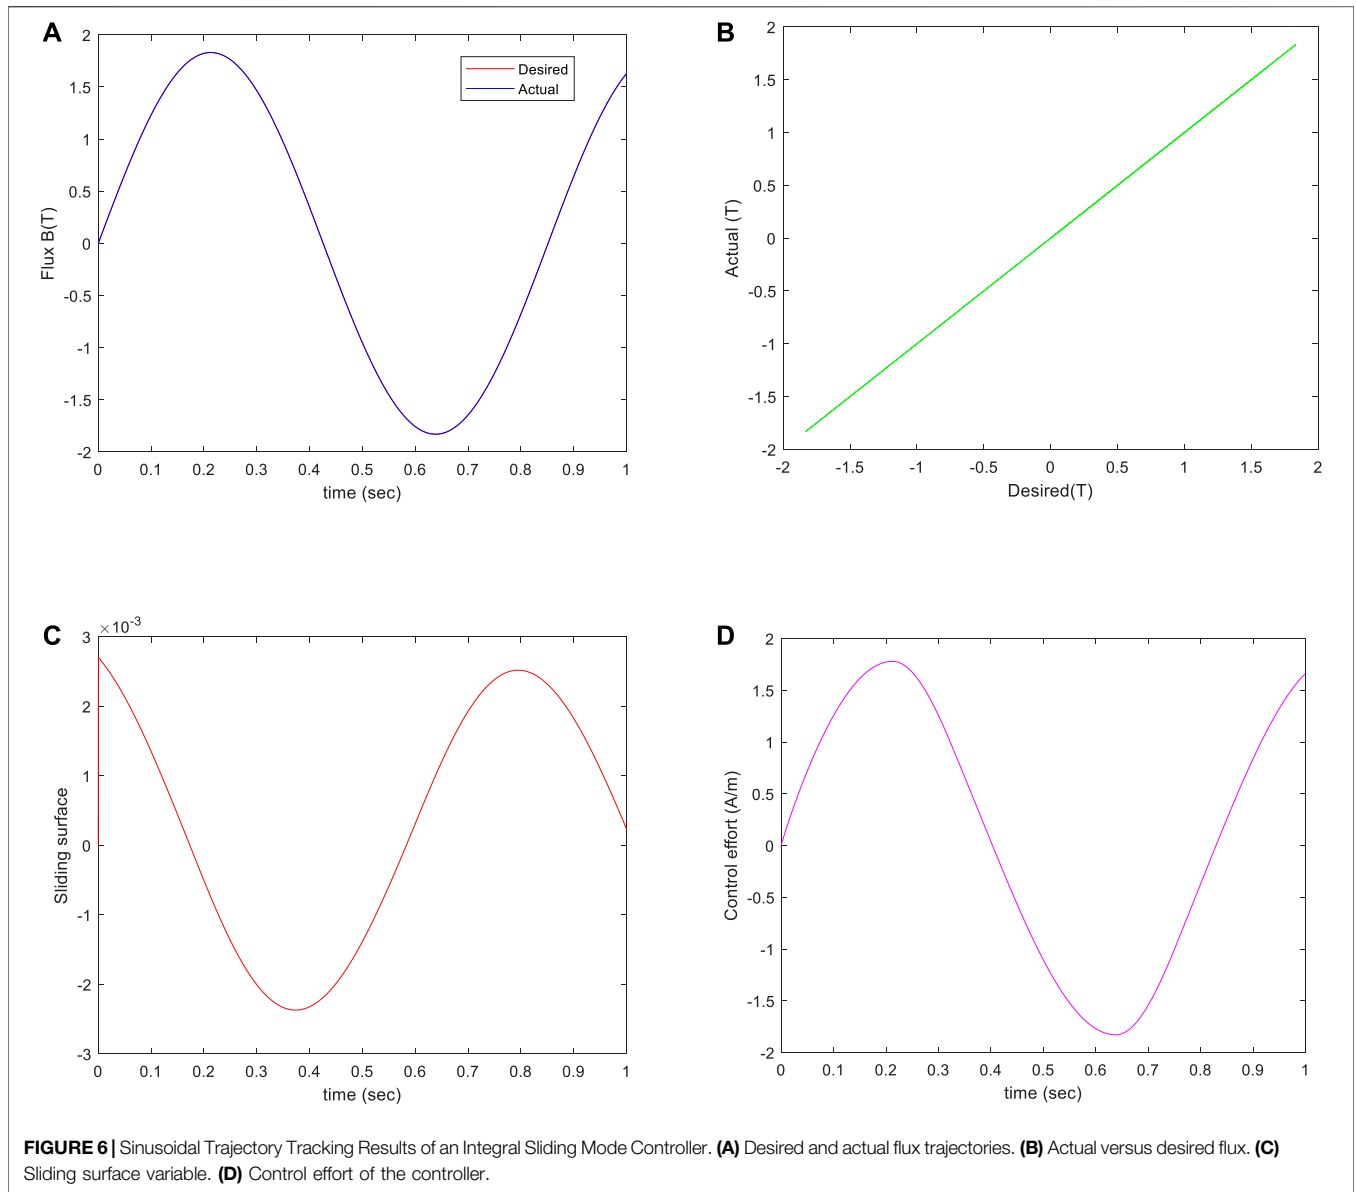 A
2
1.5
1
0.5
0
-0.5
-1
-1.5
-2
Flux B(T)
Desired
Actual
0 0.1 0.2 0.3 0.4 0.5 0.6 0.7 0.8 0.9 1
time (sec)
B
2
1.5
1
0.5
0
-0.5
-1
-1.5
-2
Actual (T)
-2 -1.5 -1 -0.5 0 0.5 1 1.5 2
Desired(T)
C
×10-3
3
2
1
0
-1
-2
-3
Sliding surface
0 0.1 0.2 0.3 0.4 0.5 0.6 0.7 0.8 0.9 1
time (sec)
D
2
1.5
1
0.5
0
-0.5
-1
-1.5
-2
Control effort (A/m)
0 0.1 0.2 0.3 0.4 0.5 0.6 0.7 0.8 0.9 1
time (sec)
FIGURE 6 | Sinusoidal Trajectory Tracking Results of an Integral Sliding Mode Controller. (A) Desired and actual flux trajectories. (B) Actual versus desired flux. (C)
Sliding surface variable. (D) Control effort of the controller.